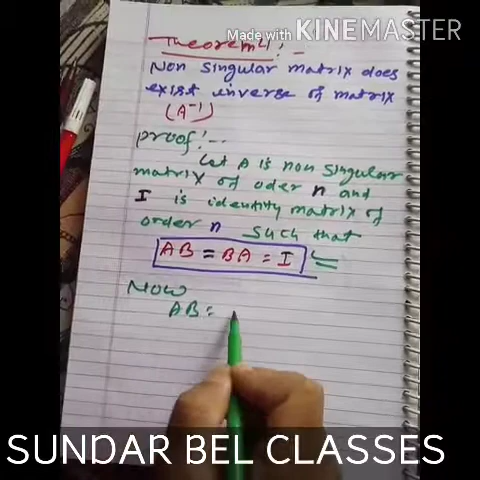 Made with KINEMASTER
Theorem 4:-
Non Singular matrix does
exist inverse of matrix
(A⁻¹)
proof:-
Let A is non singular
matrix of oder n and
I is identity matrix of
order n such that
AB = BA = I
Now
AB =
SUNDAR BEL CLASSES